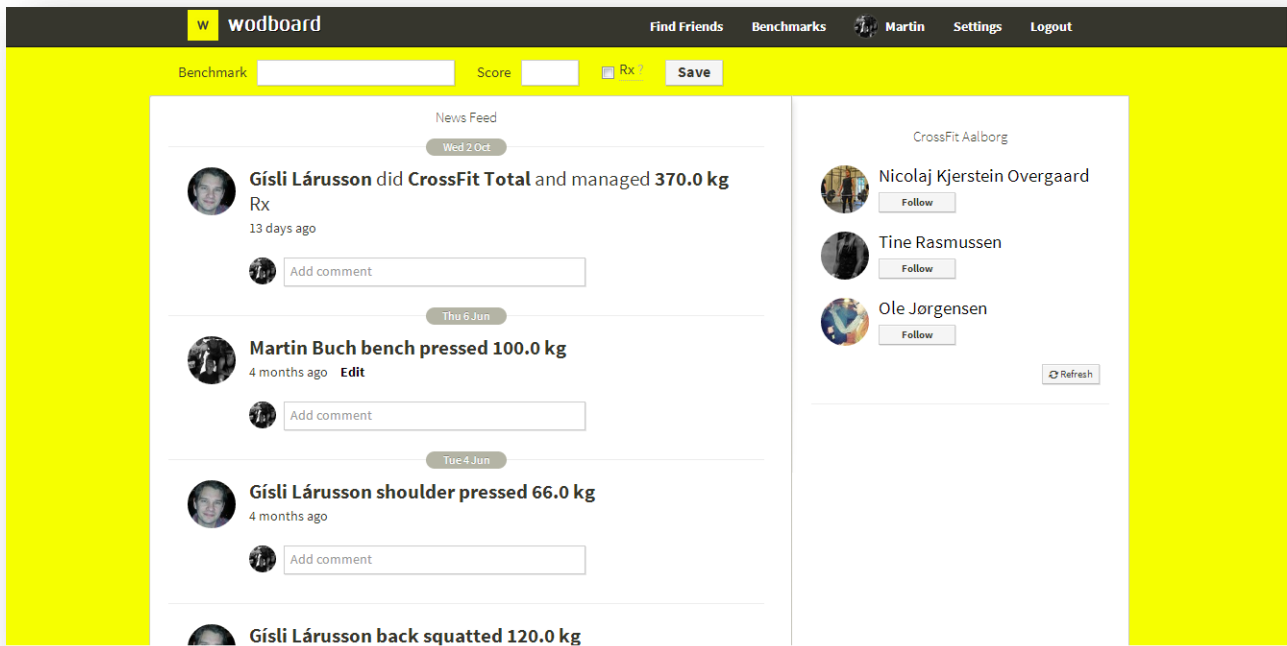 w wodboard Find Friends Benchmarks Martin Settings Logout
Benchmark Score Rx ? Save
News Feed
Wed 2 Oct
Gísli Lárusson did CrossFit Total and managed 370.0 kg
Rx
13 days ago
Add comment
Thu 6 Jun
Martin Buch bench pressed 100.0 kg
4 months ago Edit
Add comment
Tue 4 Jun
Gísli Lárusson shoulder pressed 66.0 kg
4 months ago
Add comment
Gísli Lárusson back squatted 120.0 kg
CrossFit Aalborg
Nicolaj Kjerstein Overgaard
Follow
Tine Rasmussen
Follow
Ole Jørgensen
Follow
Refresh